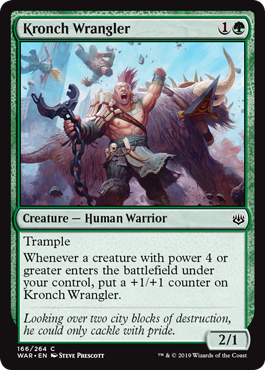 Kronch Wrangler 1
Creature — Human Warrior
Trample
Whenever a creature with power 4 or
greater enters the battlefield under
your control, put a +1/+1 counter on
Kronch Wrangler.
Looking over two city blocks of destruction,
he could only cackle with pride.
2/1
166/264 C
WAR • EN Steve Prescott
™ & © 2019 Wizards of the Coast